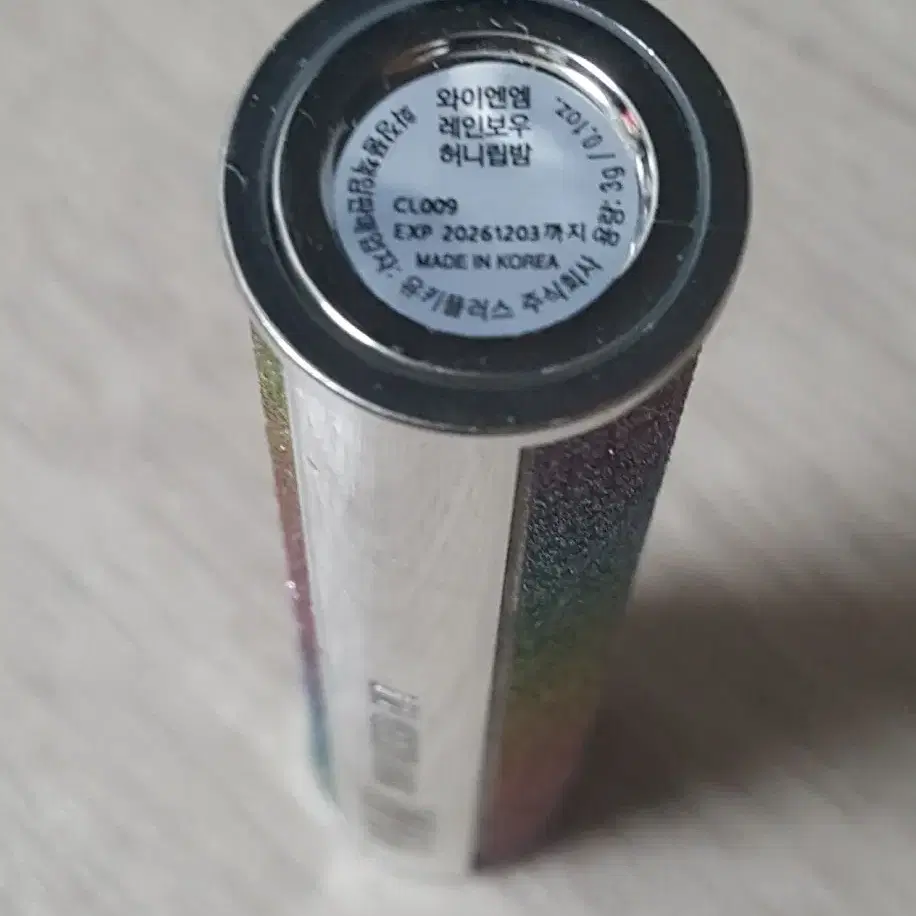 와이엔엠
레인보우
허니립밤
CL009
EXP 20261203까지
MADE IN KOREA
유키플러스 주식회사 용량: 3g / 0.1oz.